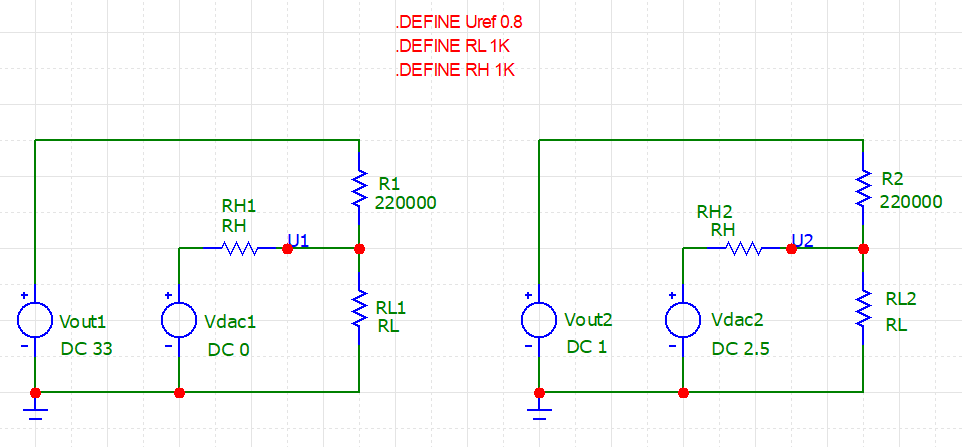 .DEFINE Uref 0.8
.DEFINE RL 1K
.DEFINE RH 1K
R1
220000
RH1
RH
U1
RL1
RL
Vout1
DC 33
Vdac1
DC 0
R2
220000
RH2
RH
U2
RL2
RL
Vout2
DC 1
Vdac2
DC 2.5